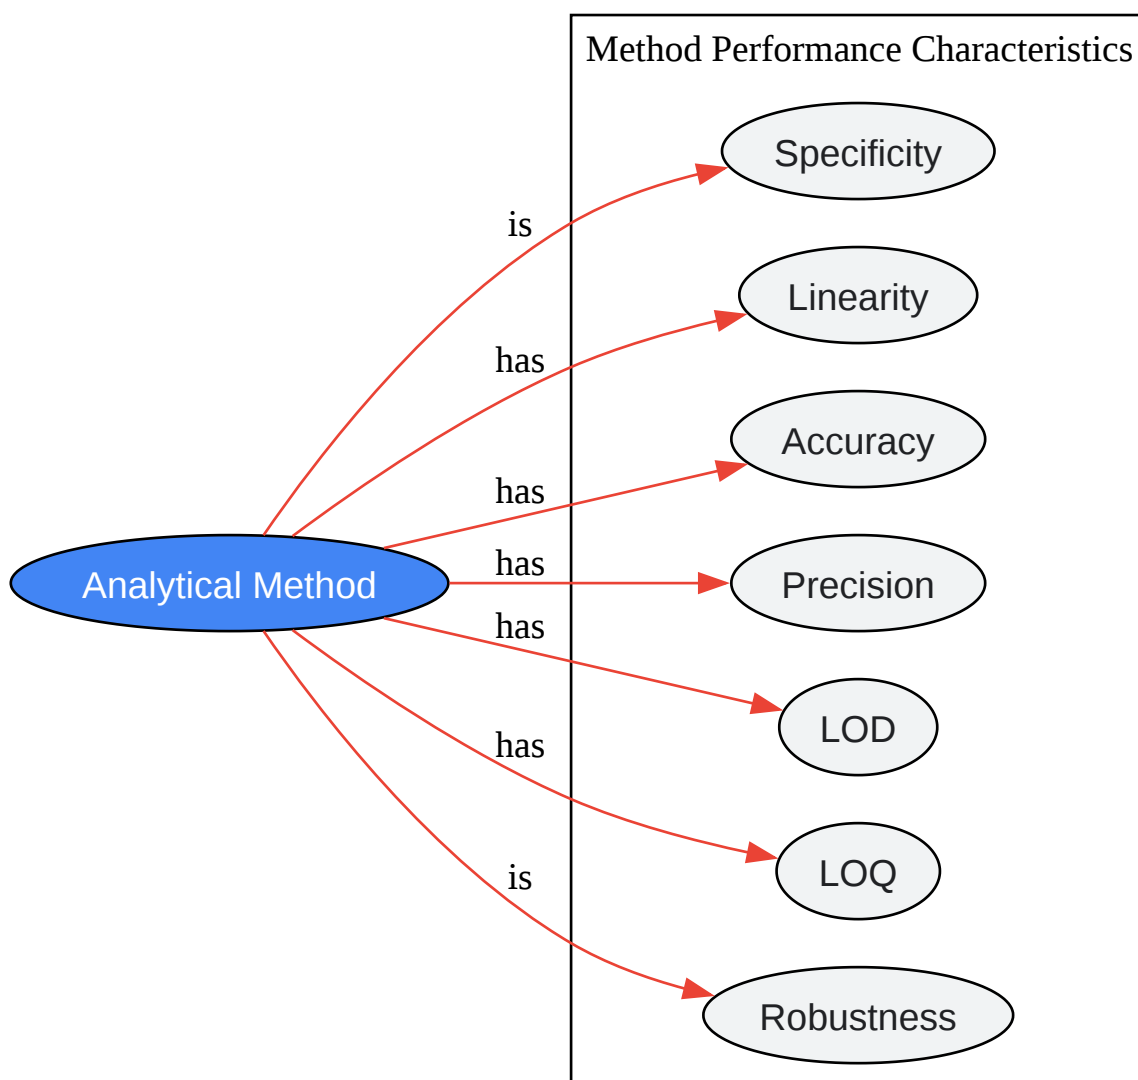 Method Performance Characteristics
Specificity
is
Linearity
has
Accuracy
has
has
Analytical Method
Precision
has
LOD
has
LOQ
is
Robustness